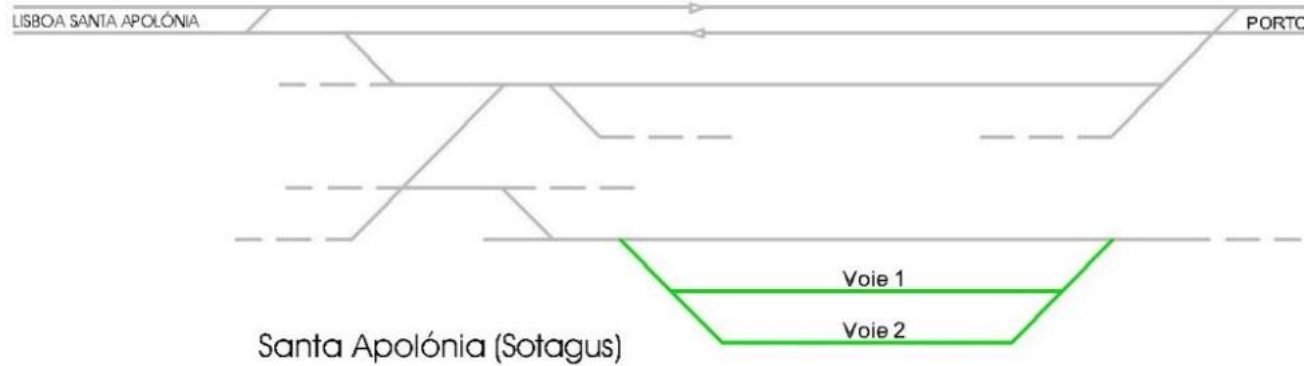 LISBOA SANTA APOLÓNIA
PORTO
Voie 1
Voie 2
Santa Apolónia (Sotagus)